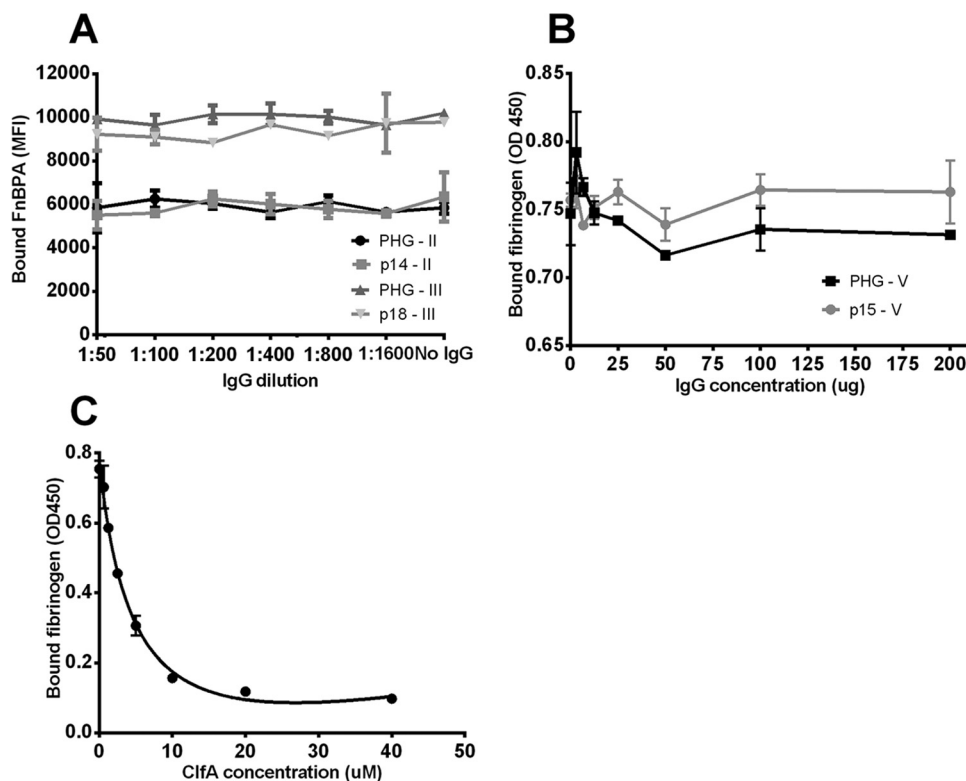 A
Bound FnBPA (MFI)
12000
10000
8000
6000
4000
2000
0
PHG - II
p14 - II
PHG - III
p18 - III
1:50 1:100 1:200 1:400 1:800 1:1600 No IgG
IgG dilution
B
Bound fibrinogen (OD 450)
0.85
0.80
0.75
0.70
0.65
PHG - V
p15 - V
0 25 50 75 100 125 150 175 200
IgG concentration (ug)
C
Bound fibrinogen (OD450)
0.8
0.6
0.4
0.2
0.0
0 10 20 30 40 50
ClfA concentration (uM)